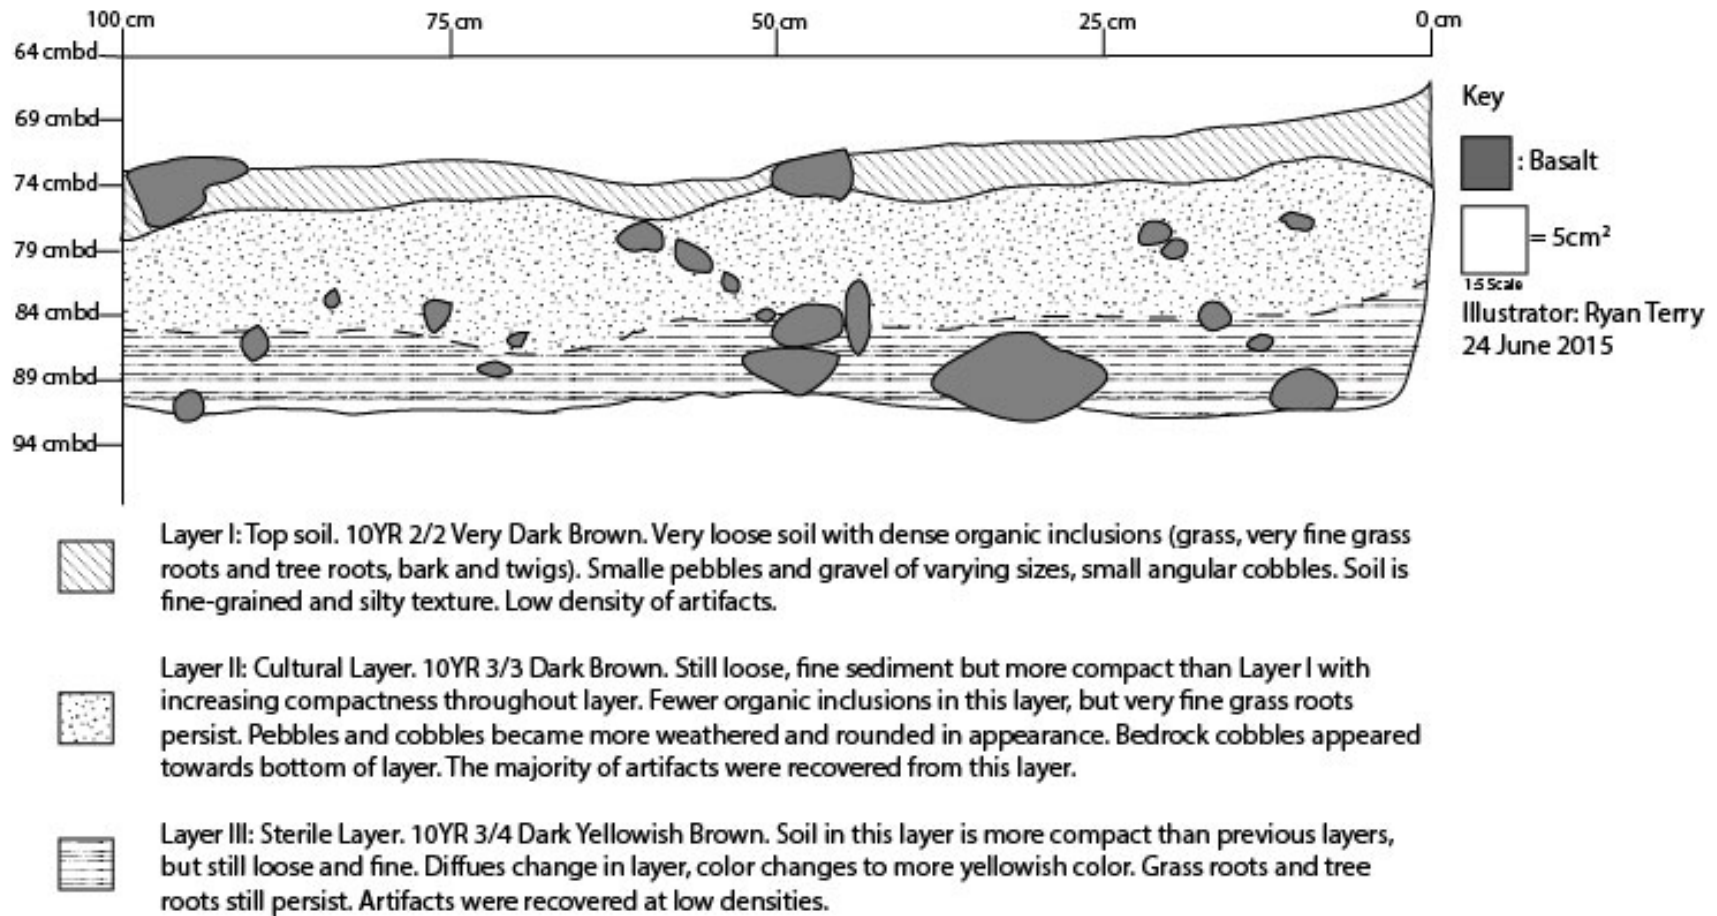 100 cm 75 cm 50 cm 25 cm 0 cm
64 cmbd
69 cmbd
74 cmbd
79 cmbd
84 cmbd
89 cmbd
94 cmbd
Key
: Basalt
= 5cm²
1:5 Scale
Illustrator: Ryan Terry
24 June 2015
Layer I: Top soil. 10YR 2/2 Very Dark Brown. Very loose soil with dense organic inclusions (grass, very fine grass
roots and tree roots, bark and twigs). Smalle pebbles and gravel of varying sizes, small angular cobbles. Soil is
fine-grained and silty texture. Low density of artifacts.
Layer II: Cultural Layer. 10YR 3/3 Dark Brown. Still loose, fine sediment but more compact than Layer I with
increasing compactness throughout layer. Fewer organic inclusions in this layer, but very fine grass roots
persist. Pebbles and cobbles became more weathered and rounded in appearance. Bedrock cobbles appeared
towards bottom of layer. The majority of artifacts were recovered from this layer.
Layer III: Sterile Layer. 10YR 3/4 Dark Yellowish Brown. Soil in this layer is more compact than previous layers,
but still loose and fine. Diffues change in layer, color changes to more yellowish color. Grass roots and tree
roots still persist. Artifacts were recovered at low densities.